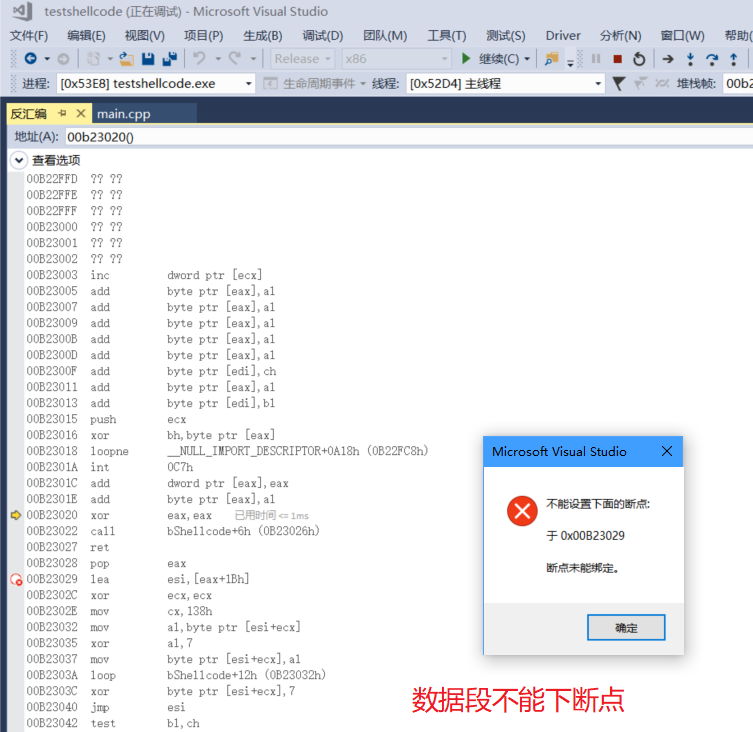 testshellcode (正在调试) - Microsoft Visual Studio
文件(F) 编辑(E) 视图(V) 项目(P) 生成(B) 调试(D) 团队(M) 工具(T) 测试(S) Driver 分析(N) 窗口(W) 帮助(
Release x86 继续(C)
进程: [0x53E8] testshellcode.exe 生命周期事件 线程: [0x52D4] 主线程 堆栈帧: 00b2
反汇编 main.cpp
地址(A): 00b23020()
查看选项
00B22FFD ?? ??
00B22FFE ?? ??
00B22FFF ?? ??
00B23000 ?? ??
00B23001 ?? ??
00B23002 ?? ??
00B23003 inc dword ptr [ecx]
00B23005 add byte ptr [eax],al
00B23007 add byte ptr [eax],al
00B23009 add byte ptr [eax],al
00B2300B add byte ptr [eax],al
00B2300D add byte ptr [eax],al
00B2300F add byte ptr [edi],ch
00B23011 add byte ptr [eax],al
00B23013 add byte ptr [edi],bl
00B23015 push ecx
00B23016 xor bh,byte ptr [eax]
00B23018 loopne __NULL_IMPORT_DESCRIPTOR+0A18h (0B22FC8h)
00B2301A int 0C7h
00B2301C add dword ptr [eax],eax
00B2301E add byte ptr [eax],al
00B23020 xor eax,eax 已用时间 <= 1ms
00B23022 call bShellcode+6h (0B23026h)
00B23027 ret
00B23028 pop eax
00B23029 lea esi,[eax+1Bh]
00B2302C xor ecx,ecx
00B2302E mov cx,138h
00B23032 mov al,byte ptr [esi+ecx]
00B23035 xor al,7
00B23037 mov byte ptr [esi+ecx],al
00B2303A loop bShellcode+12h (0B23032h)
00B2303C xor byte ptr [esi+ecx],7
00B23040 jmp esi
00B23042 test bl,ch
Microsoft Visual Studio
不能设置下面的断点:
于 0x00B23029
断点未能绑定。
确定
数据段不能下断点